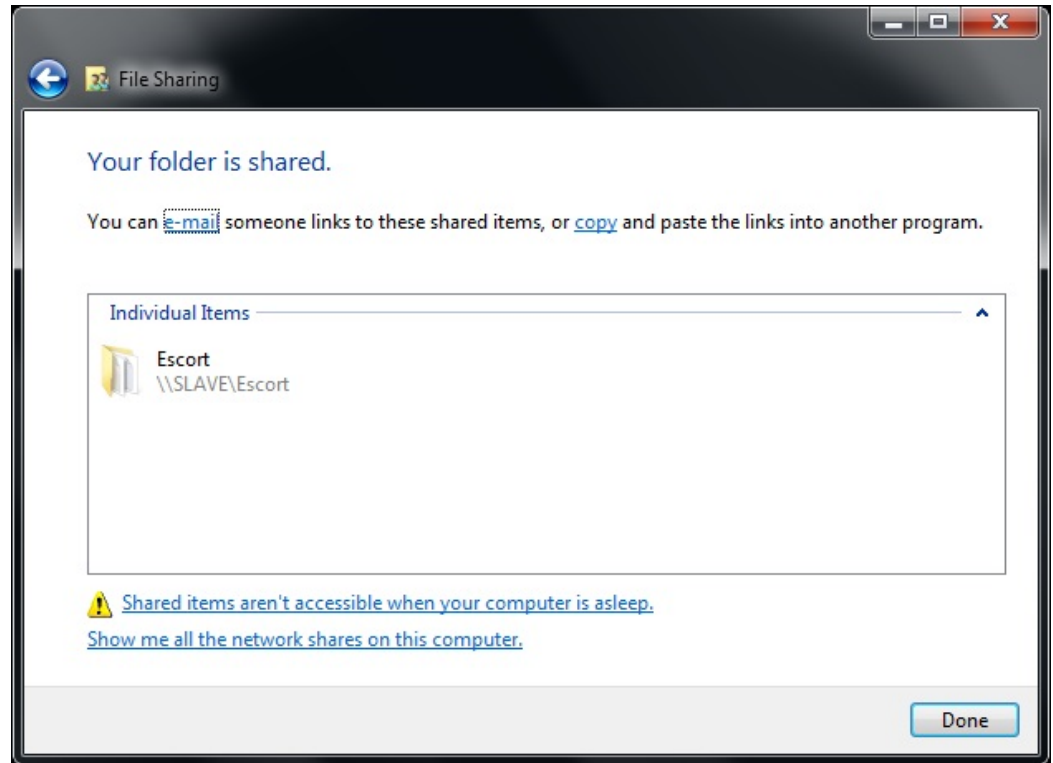 File Sharing
Your folder is shared.
You can e-mail someone links to these shared items, or copy and paste the links into another program.
Individual Items
Escort
\\SLAVE\Escort
Shared items aren't accessible when your computer is asleep.
Show me all the network shares on this computer.
Done